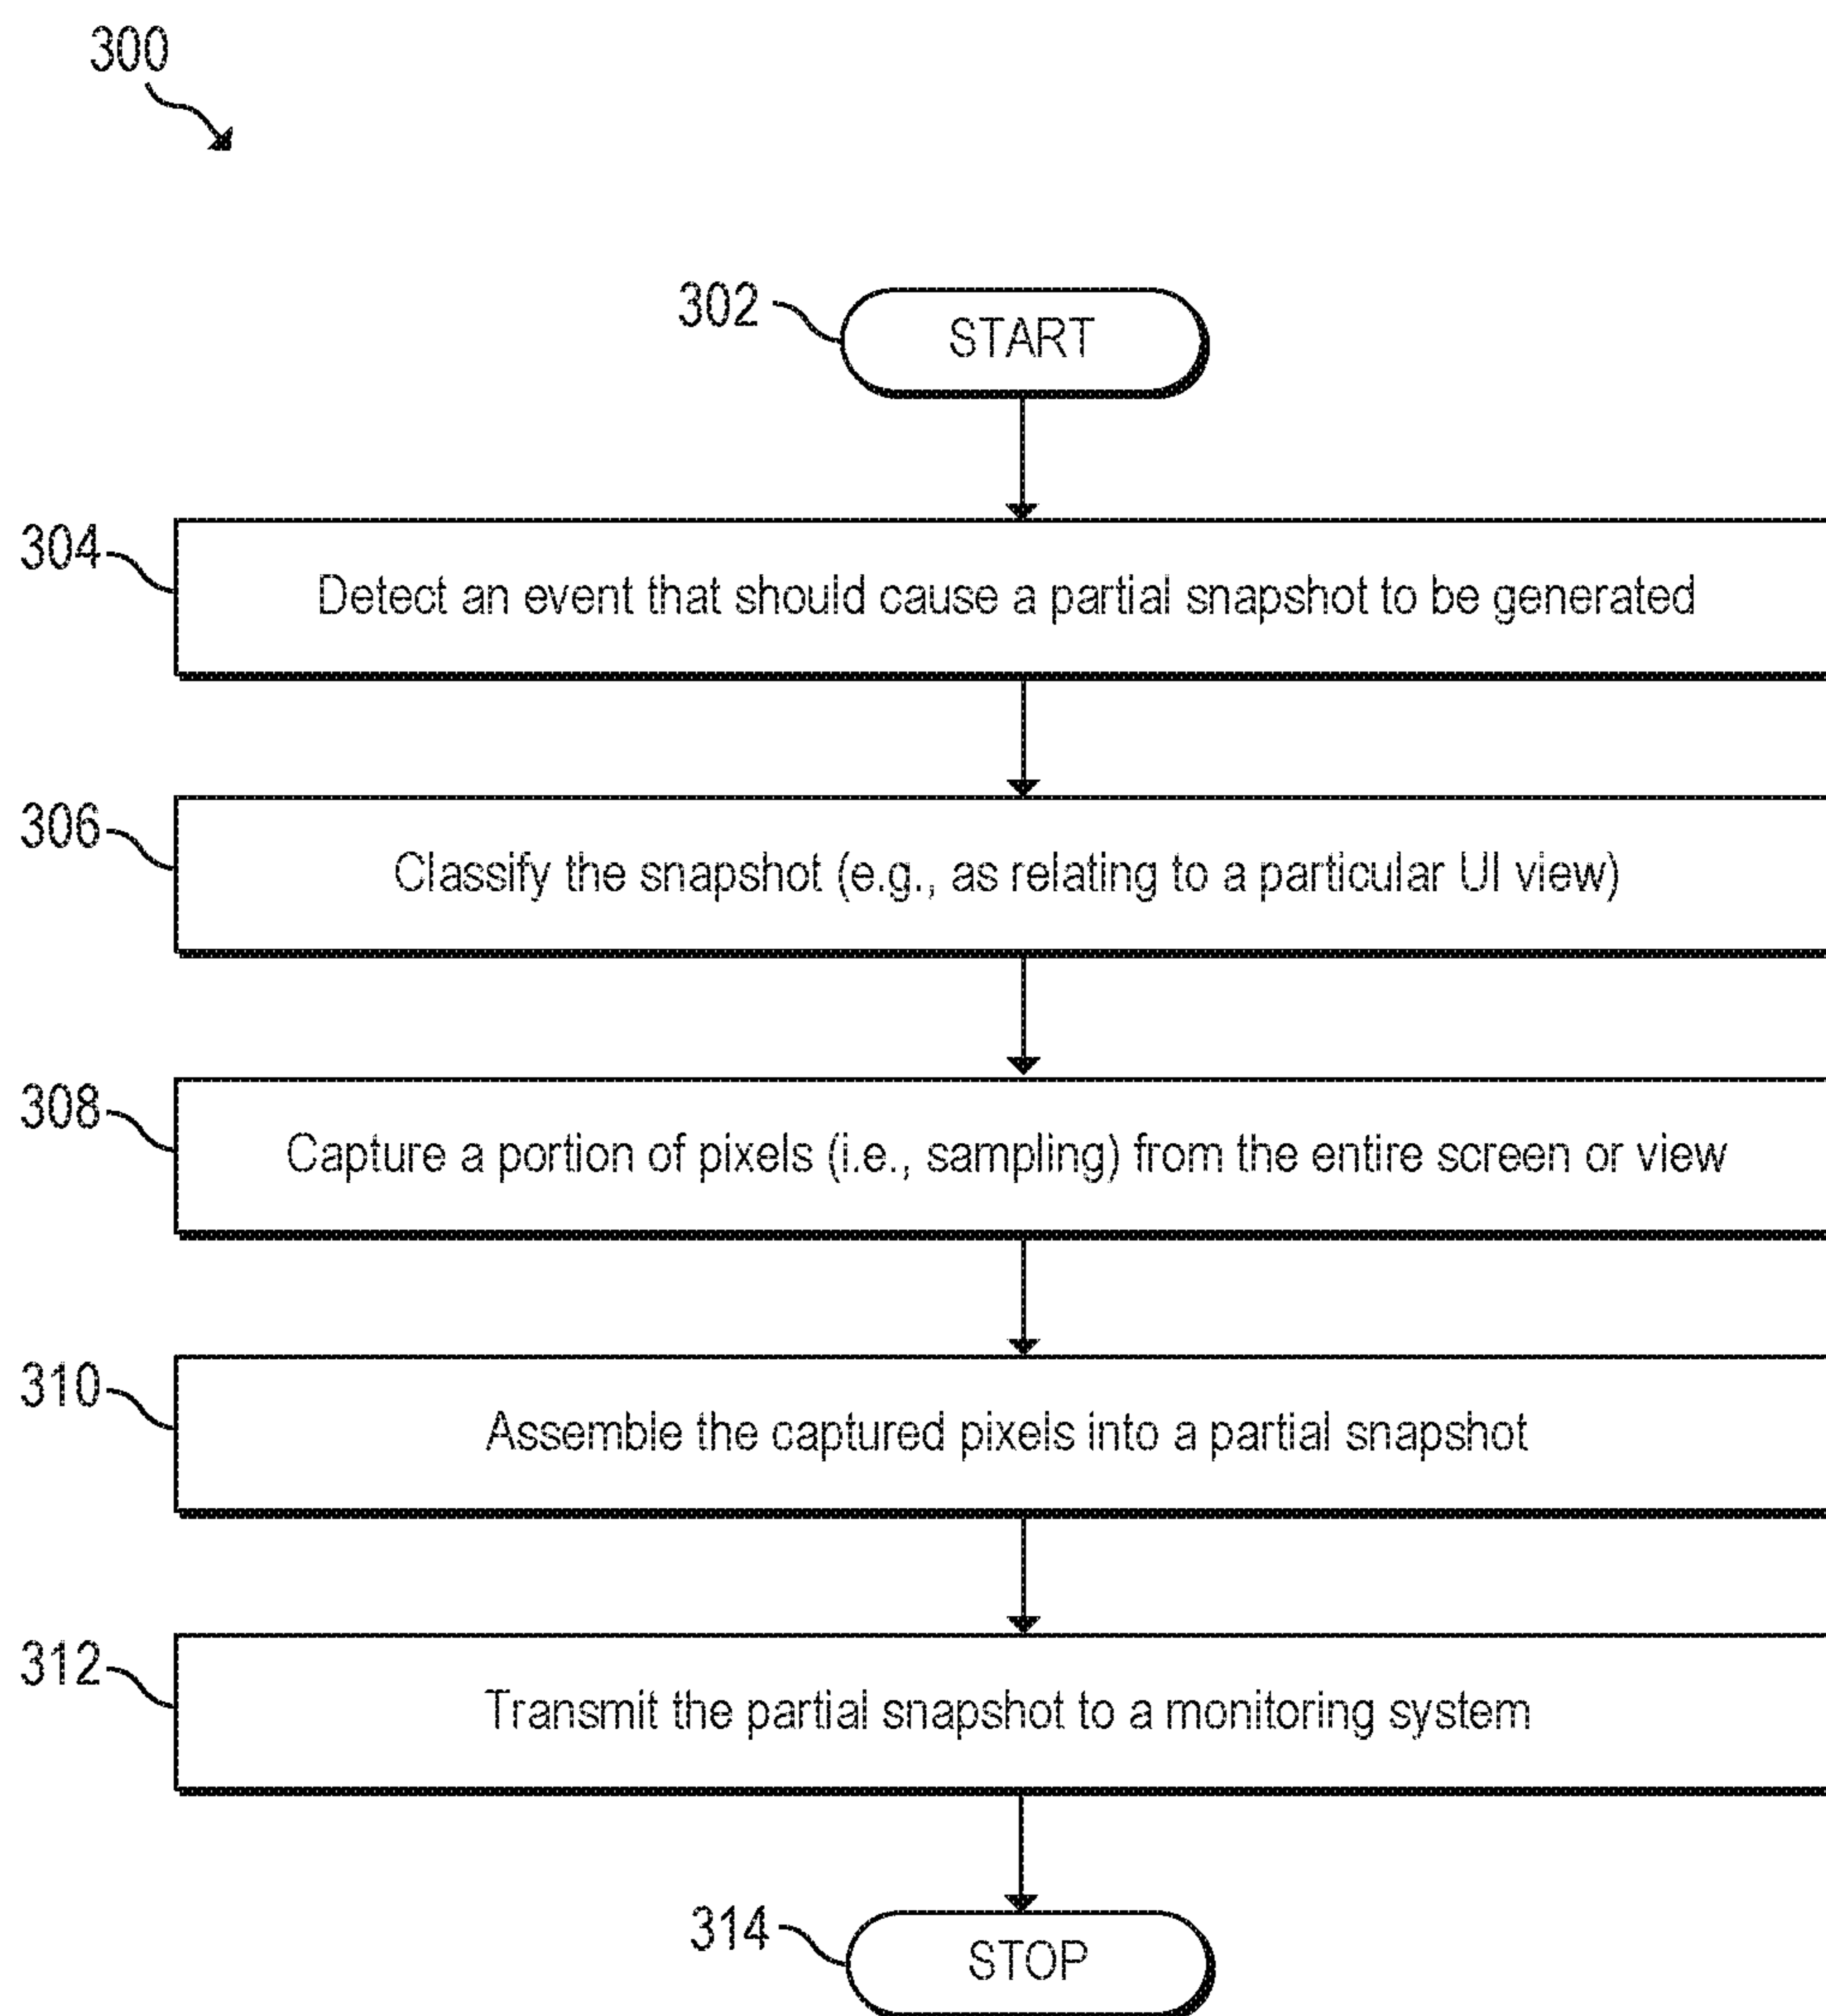 300
302
START
304
Detect an event that should cause a partial snapshot to be generated
306
Classify the snapshot (e.g., as relating to a particular UI view)
308
Capture a portion of pixels (i.e., sampling) from the entire screen or view
310
Assemble the captured pixels into a partial snapshot
312
Transmit the partial snapshot to a monitoring system
314
STOP